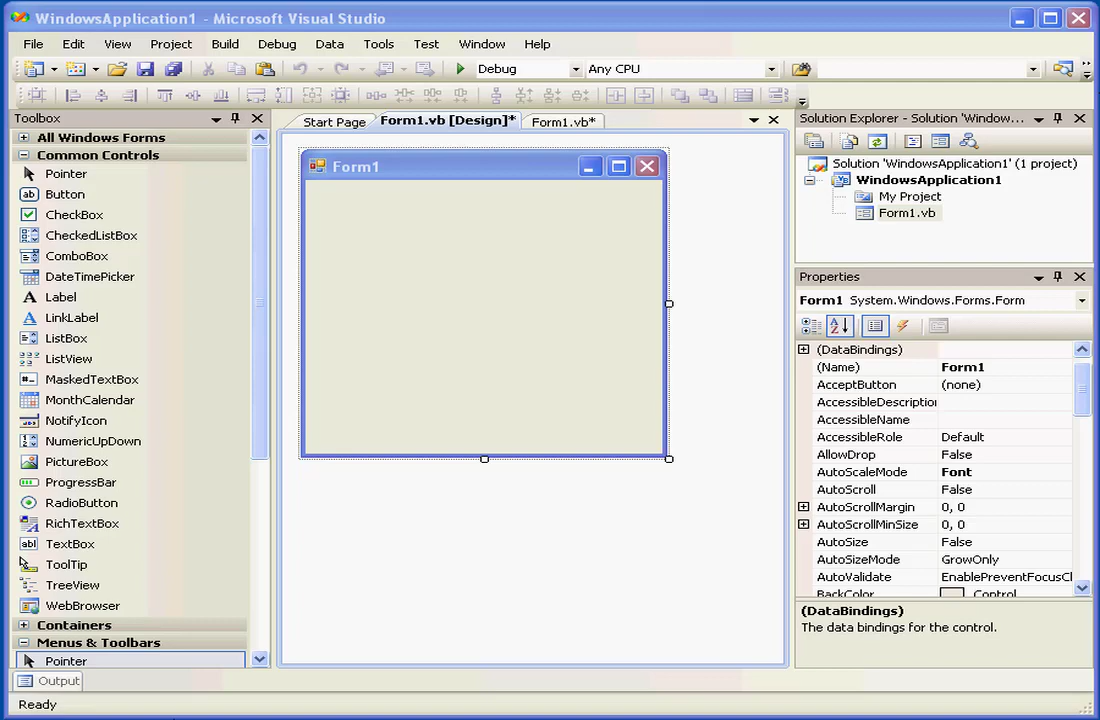 WindowsApplication1 - Microsoft Visual Studio
File Edit View Project Build Debug Data Tools Test Window Help
Debug Any CPU
Toolbox
All Windows Forms
Common Controls
Pointer
Button
CheckBox
CheckedListBox
ComboBox
DateTimePicker
Label
LinkLabel
ListBox
ListView
MaskedTextBox
MonthCalendar
NotifyIcon
NumericUpDown
PictureBox
ProgressBar
RadioButton
RichTextBox
TextBox
ToolTip
TreeView
WebBrowser
Containers
Menus & Toolbars
Pointer
Output
Start Page Form1.vb [Design]* Form1.vb*
Form1
Solution Explorer - Solution 'Window...
Solution 'WindowsApplication1' (1 project)
WindowsApplication1
My Project
Form1.vb
Properties
Form1 System.Windows.Forms.Form
(DataBindings)
(Name) Form1
AcceptButton (none)
AccessibleDescription
AccessibleName
AccessibleRole Default
AllowDrop False
AutoScaleMode Font
AutoScroll False
AutoScrollMargin 0, 0
AutoScrollMinSize 0, 0
AutoSize False
AutoSizeMode GrowOnly
AutoValidate EnablePreventFocusCl
BackColor Control
(DataBindings)
The data bindings for the control.
Ready